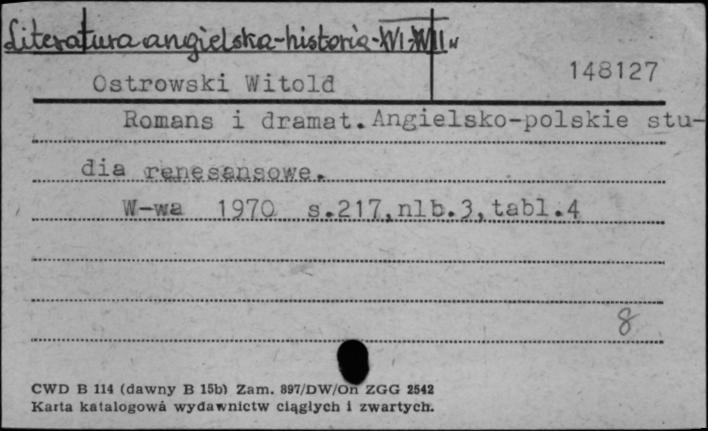 Literatura angielska-historia-XVI-XVII w
Ostrowski Witold
148127
Romans i dramat. Angielsko-polskie stu-
dia renesansowe.
W-wa 1970 s.217,nlb.3,tabl.4
8
CWD B 114 (dawny B 15b) Zam. 897/DW/On ZGG 2542
Karta katalogowa wydawnictw ciągłych i zwartych.